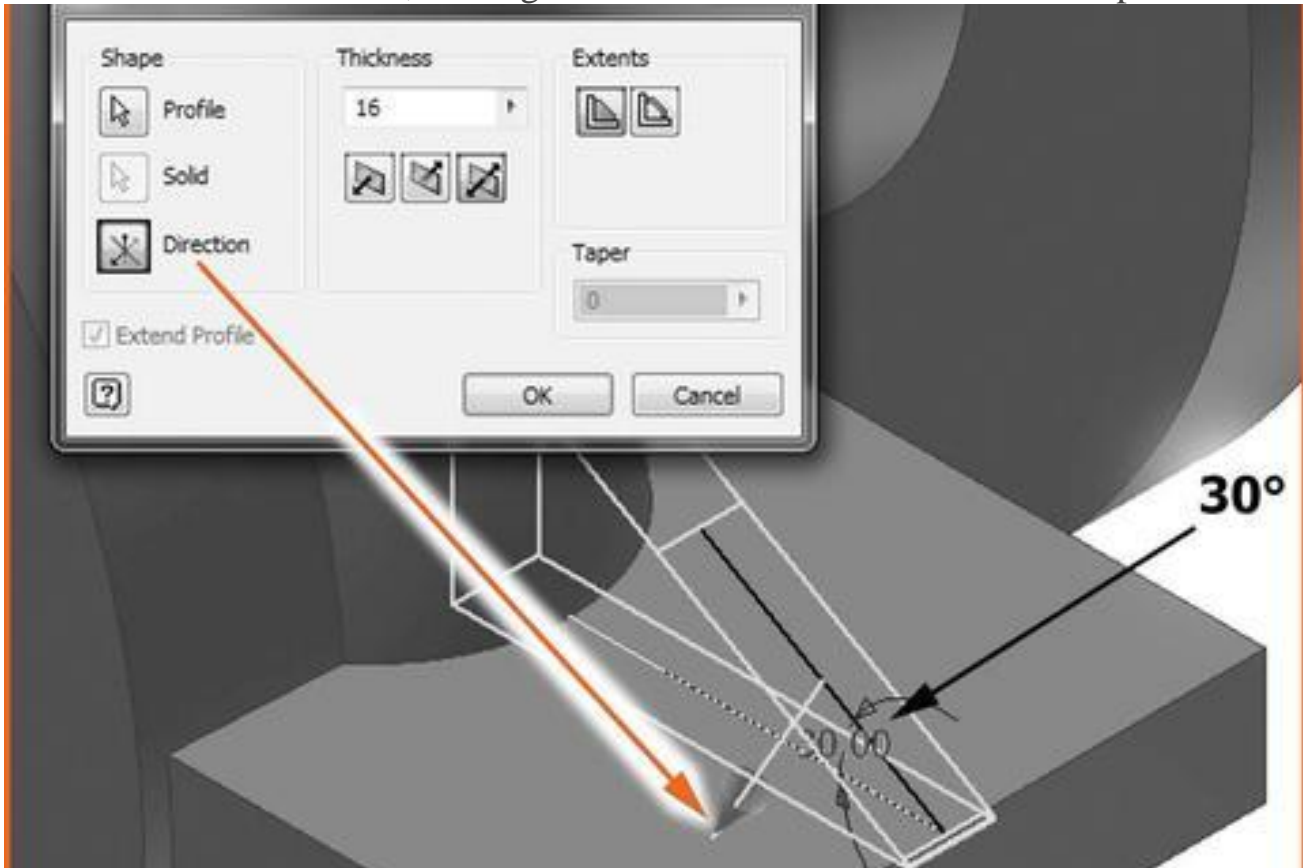 Shape
Thickness
Extents
Profile
16
Solid
Direction
Taper
0
Extend Profile
?
OK
Cancel
30°
30,00